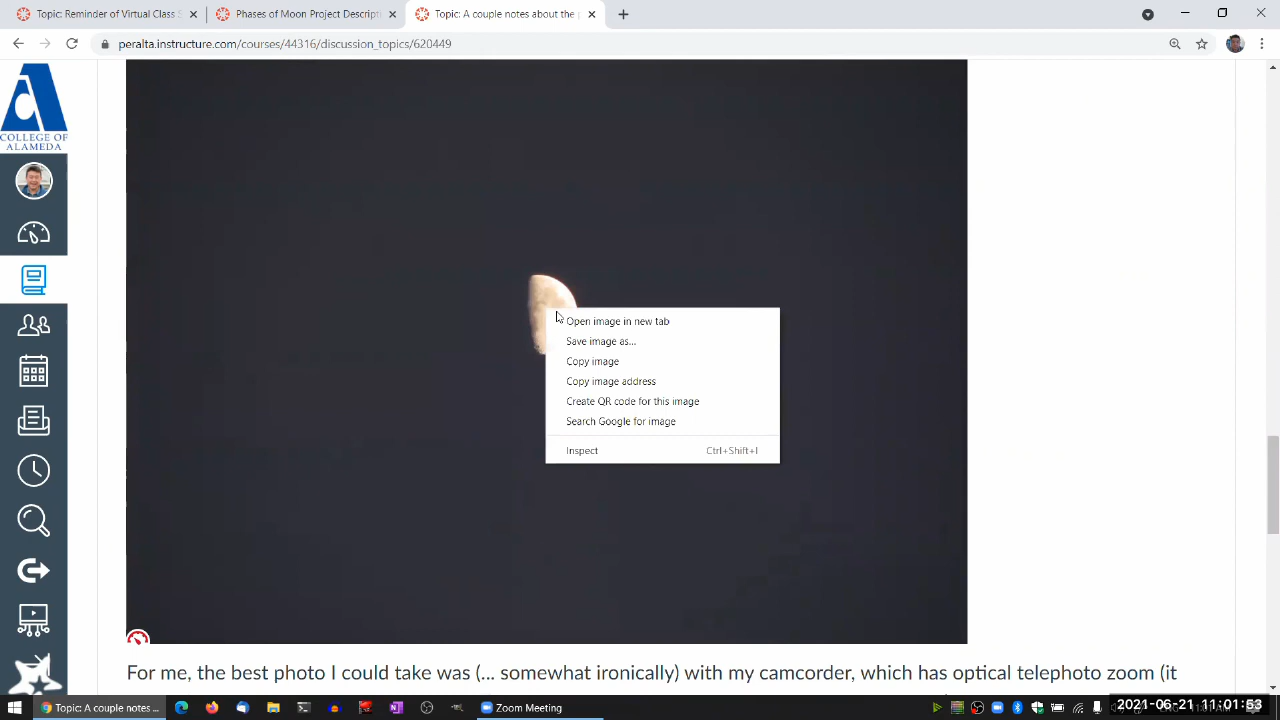 Topic: Reminder of Virtual Class S
Phases of Moon Project Descripti
Topic: A couple notes about the p
peralta.instructure.com/courses/44316/discussion_topics/620449
COLLEGE OF
ALAMEDA
Open image in new tab
Save image as...
Copy image
Copy image address
Create QR code for this image
Search Google for image
Inspect Ctrl+Shift+I
For me, the best photo I could take was (... somewhat ironically) with my camcorder, which has optical telephoto zoom (it
Topic: A couple notes ...
Zoom Meeting
2021-06-21 11:01:53